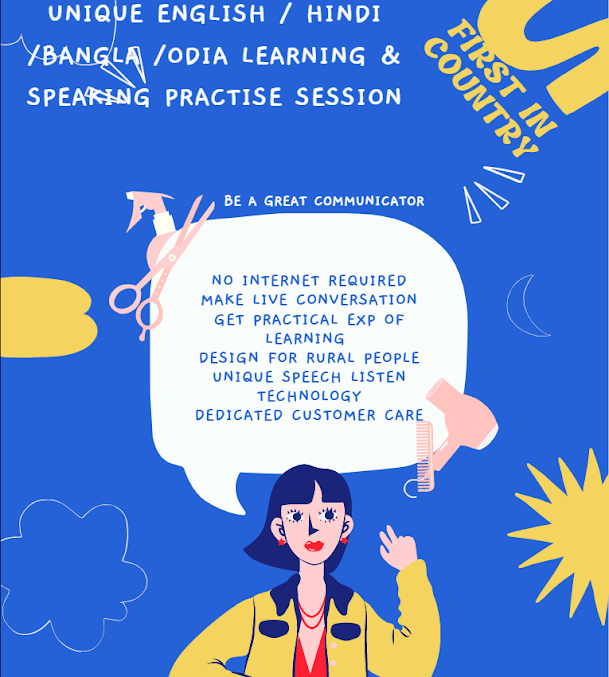 UNIQUE ENGLISH / HINDI
/BANGLA /ODIA LEARNING &
SPEAKING PRACTISE SESSION
FIRST IN
COUNTRY
BE A GREAT COMMUNICATOR
NO INTERNET REQUIRED
MAKE LIVE CONVERSATION
GET PRACTICAL EXP OF
LEARNING
DESIGN FOR RURAL PEOPLE
UNIQUE SPEECH LISTEN
TECHNOLOGY
DEDICATED CUSTOMER CARE